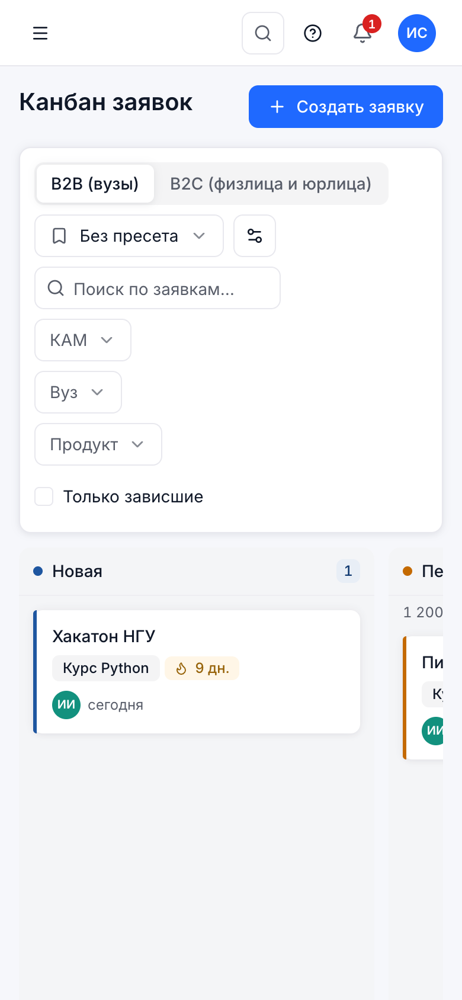 1
ИС
Канбан заявок
Создать заявку
B2B (вузы)
B2C (физлица и юрлица)
Без пресета
Поиск по заявкам...
КАМ
Вуз
Продукт
Только зависшие
Новая
1
Пе
1 200
Хакатон НГУ
Курс Python
9 дн.
ИИ
сегодня
Пи
Ку
ИИ